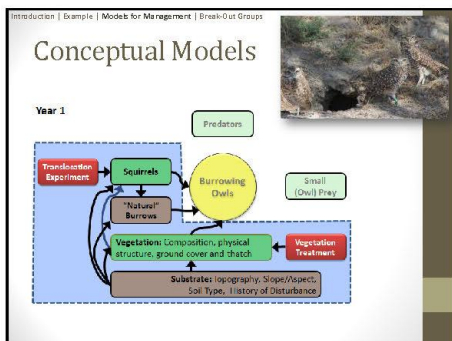 Introduction | Example | Models for Management | Break-Out Groups
Conceptual Models
Year 1
Predators
Translocation
Experiment
Squirrels
Burrowing
Owls
Small
(Owl) Prey
"Natural"
Burrows
Vegetation: Composition, physical
structure, ground cover and thatch
Vegetation
Treatment
Substrate: Topography, Slope/Aspect,
Soil Type, History of Disturbance